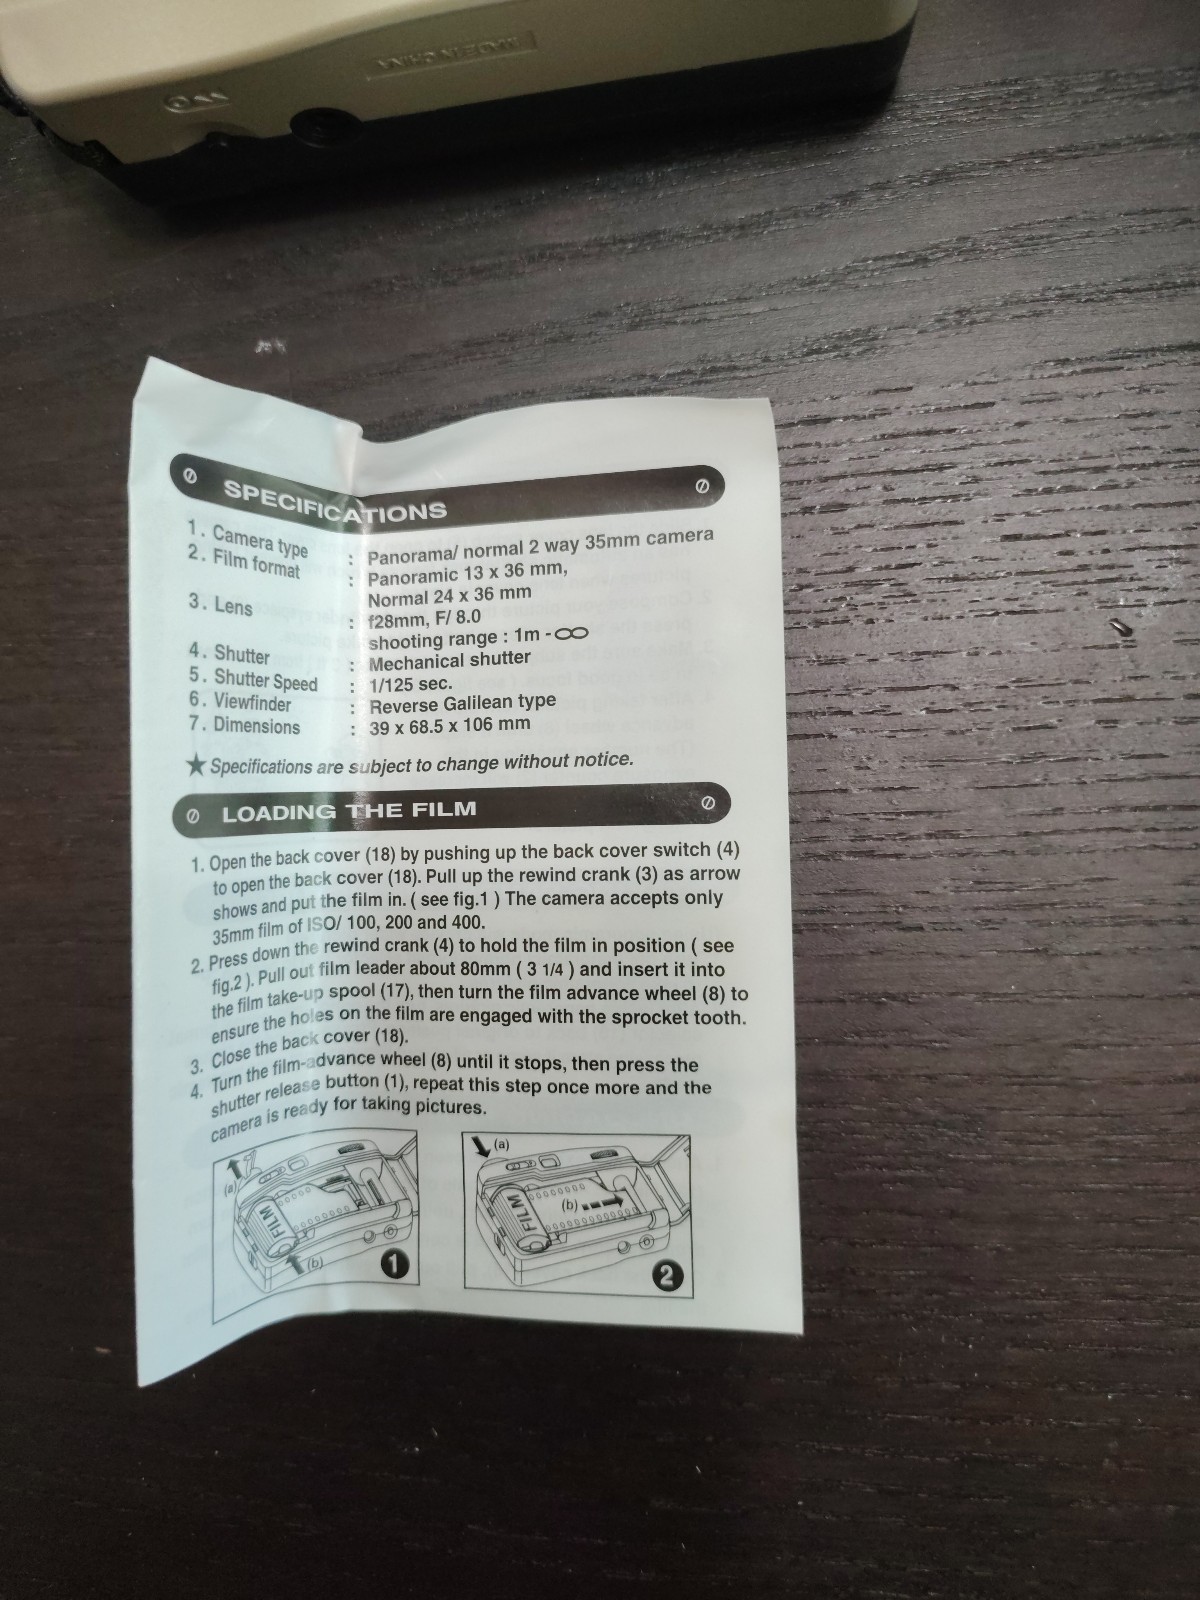 MADE IN CHINA
SPECIFICATIONS
1. Camera type : Panorama/ normal 2 way 35mm camera
2. Film format : Panoramic 13 x 36 mm,
Normal 24 x 36 mm
3. Lens : f28mm, F/ 8.0
shooting range : 1m - ∞
4. Shutter : Mechanical shutter
5. Shutter Speed : 1/125 sec.
6. Viewfinder : Reverse Galilean type
7. Dimensions : 39 x 68.5 x 106 mm
★ Specifications are subject to change without notice.
LOADING THE FILM
1. Open the back cover (18) by pushing up the back cover switch (4)
to open the back cover (18). Pull up the rewind crank (3) as arrow
shows and put the film in. ( see fig.1 ) The camera accepts only
35mm film of ISO/ 100, 200 and 400.
2. Press down the rewind crank (4) to hold the film in position ( see
fig.2 ). Pull out film leader about 80mm ( 3 1/4 ) and insert it into
the film take-up spool (17), then turn the film advance wheel (8) to
ensure the holes on the film are engaged with the sprocket tooth.
3. Close the back cover (18).
4. Turn the film-advance wheel (8) until it stops, then press the
shutter release button (1), repeat this step once more and the
camera is ready for taking pictures.
(a)
FILM
(b)
1
(a)
FILM
(b)
2